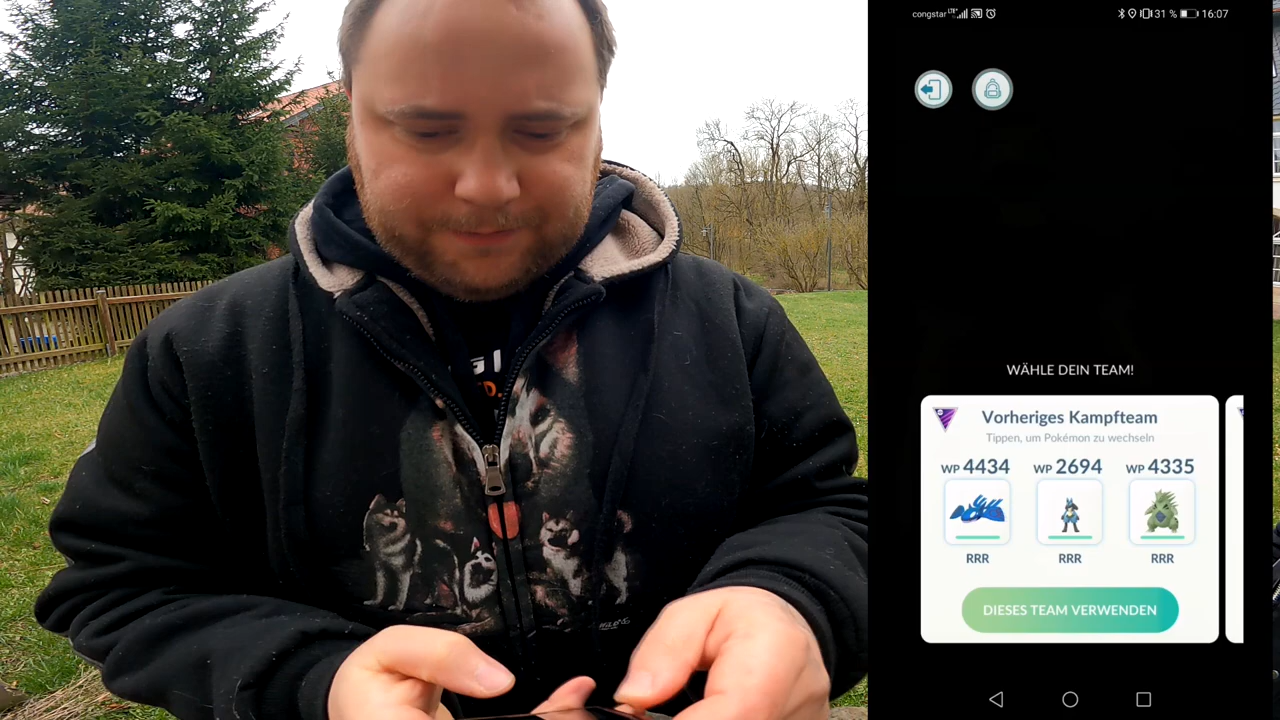 congstar LTE 31 % 16:07
WÄHLE DEIN TEAM!
Vorheriges Kampfteam
Tippen, um Pokémon zu wechseln
WP 4434 WP 2694 WP 4335
RRR RRR RRR
DIESES TEAM VERWENDEN